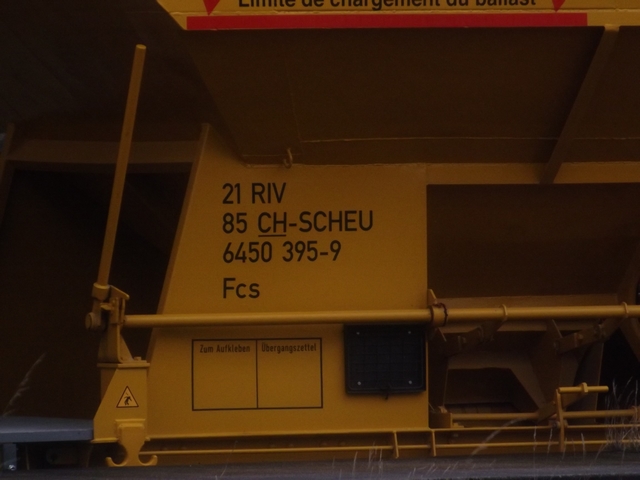 Limite de chargement du ballast
21 RIV
85 CH-SCHEU
6450 395-9
Fcs
Zum Aufkleben
Übergangszettel